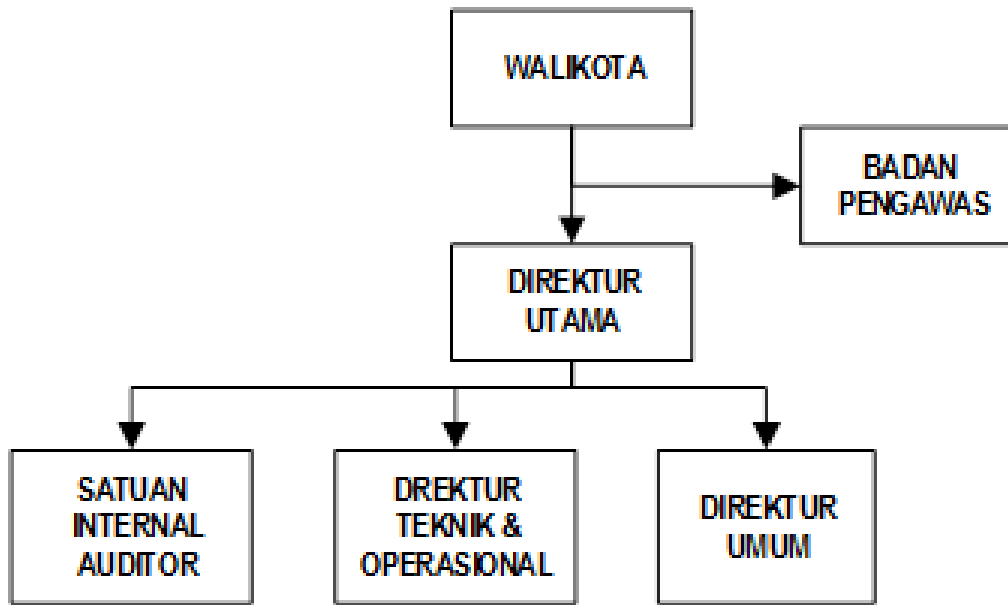 WALIKOTA
BADAN
PENGAWAS
DIREKTUR
UTAMA
SATUAN
INTERNAL
AUDITOR
DREKTUR
TEKNIK &
OPERASIONAL
DIREKTUR
UMUM